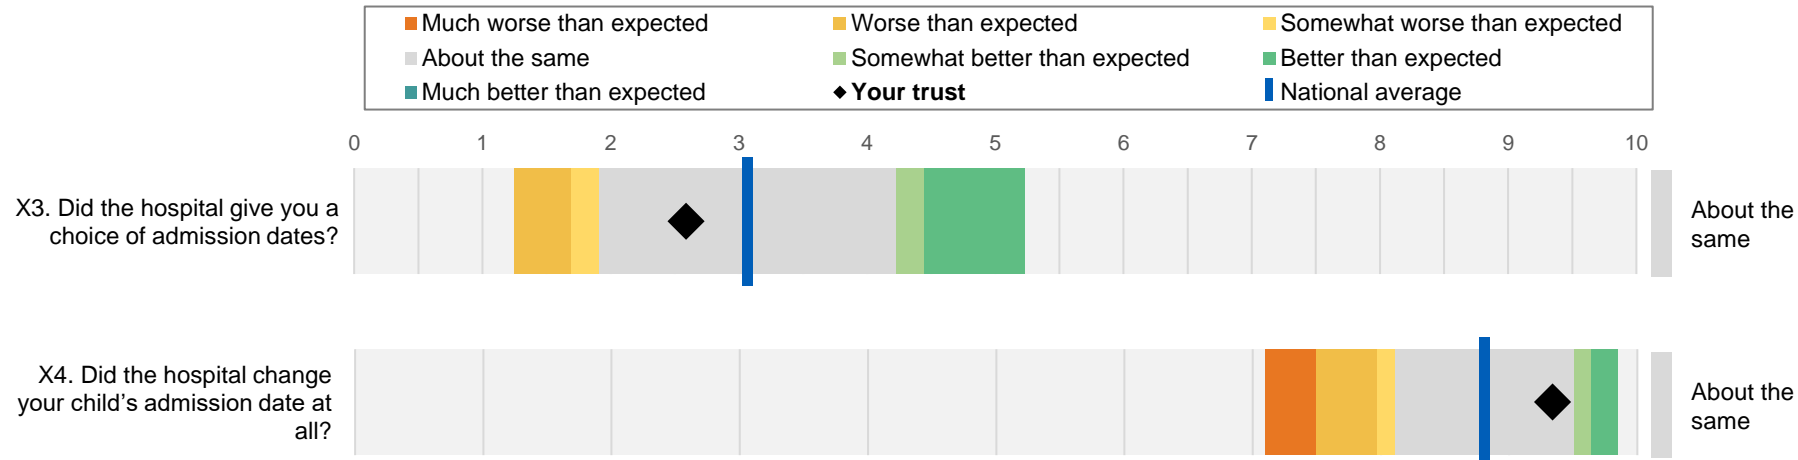 Much worse than expected
Worse than expected
Somewhat worse than expected
About the same
Somewhat better than expected
Better than expected
Much better than expected
Your trust
National average
0 1 2 3 4 5 6 7 8 9 10
X3. Did the hospital give you a
choice of admission dates?
About the
same
X4. Did the hospital change
your child’s admission date at
all?
About the
same